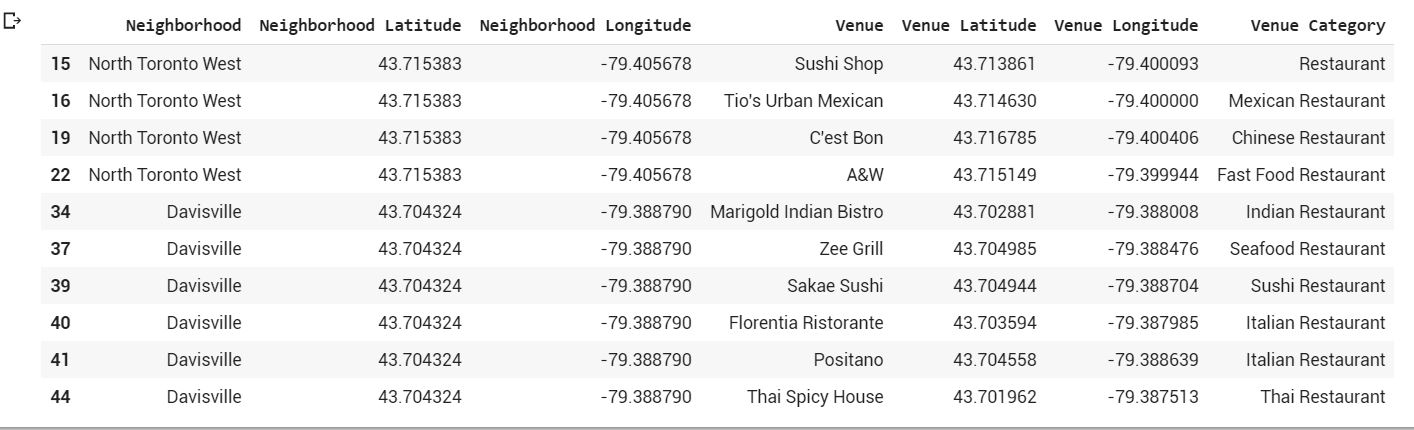 Neighborhood Neighborhood Latitude Neighborhood Longitude Venue Venue Latitude Venue Longitude Venue Category
15 North Toronto West 43.715383 -79.405678 Sushi Shop 43.713861 -79.400093 Restaurant
16 North Toronto West 43.715383 -79.405678 Tio's Urban Mexican 43.714630 -79.400000 Mexican Restaurant
19 North Toronto West 43.715383 -79.405678 C'est Bon 43.716785 -79.400406 Chinese Restaurant
22 North Toronto West 43.715383 -79.405678 A&W 43.715149 -79.399944 Fast Food Restaurant
34 Davisville 43.704324 -79.388790 Marigold Indian Bistro 43.702881 -79.388008 Indian Restaurant
37 Davisville 43.704324 -79.388790 Zee Grill 43.704985 -79.388476 Seafood Restaurant
39 Davisville 43.704324 -79.388790 Sakae Sushi 43.704944 -79.388704 Sushi Restaurant
40 Davisville 43.704324 -79.388790 Florentia Ristorante 43.703594 -79.387985 Italian Restaurant
41 Davisville 43.704324 -79.388790 Positano 43.704558 -79.388639 Italian Restaurant
44 Davisville 43.704324 -79.388790 Thai Spicy House 43.701962 -79.387513 Thai Restaurant